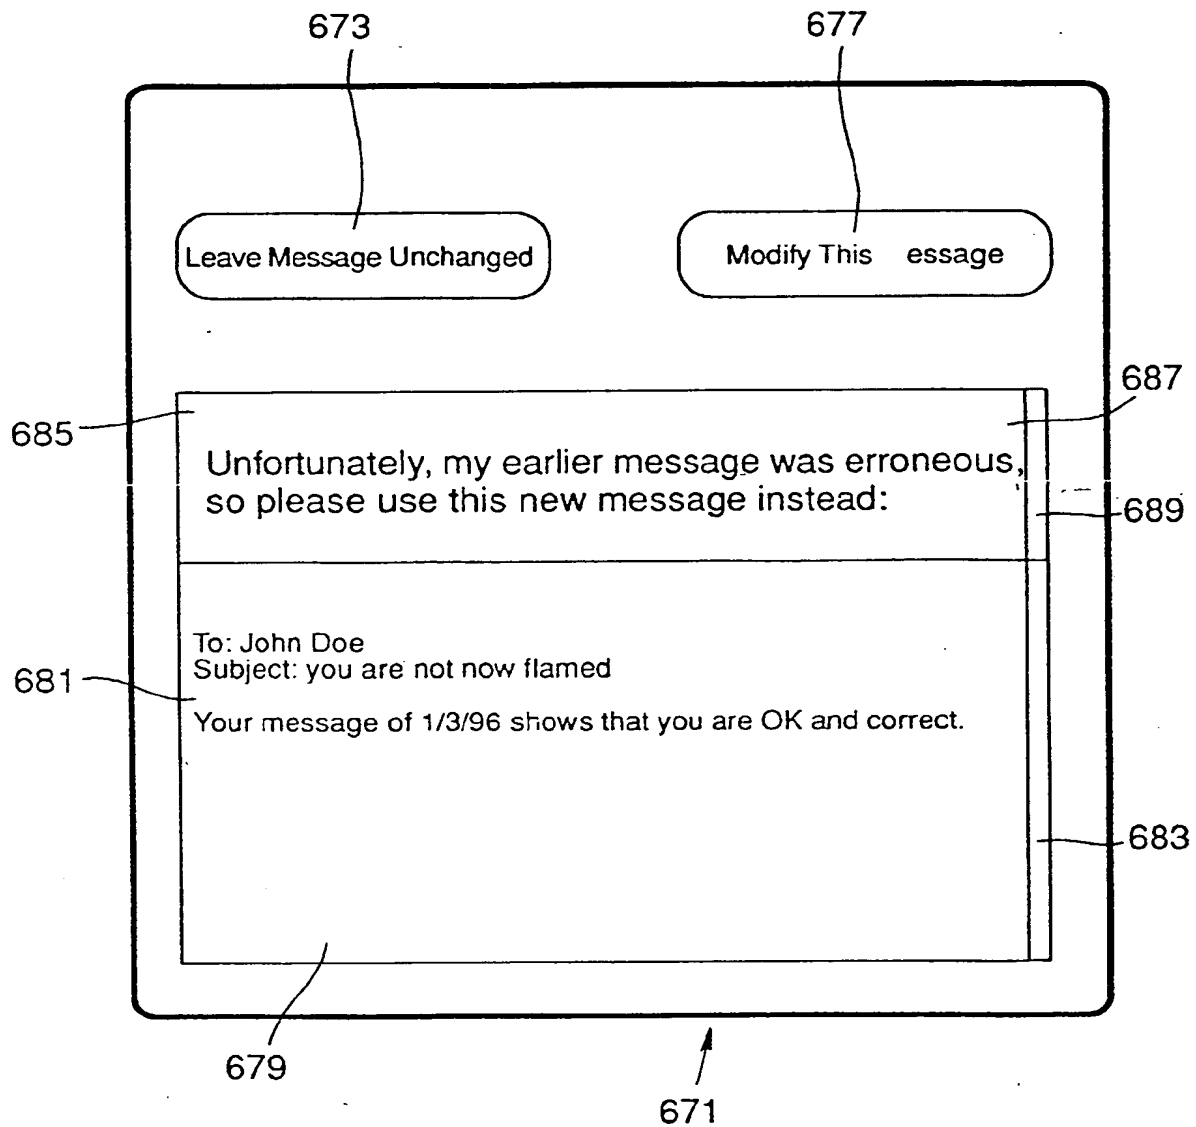 673
677
Leave Message Unchanged
Modify This essage
687
685
Unfortunately, my earlier message was erroneous,
so please use this new message instead:
689
To: John Doe
Subject: you are not now flamed
681
Your message of 1/3/96 shows that you are OK and correct.
683
679
671